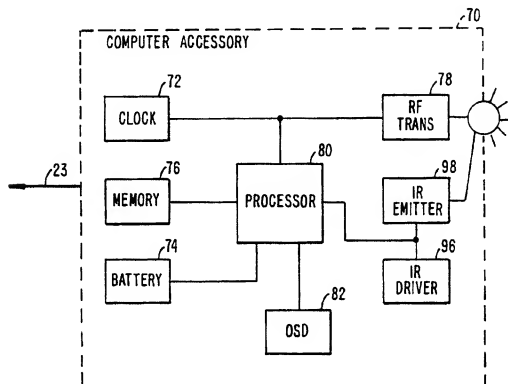 70
COMPUTER ACCESSORY
72
CLOCK
78
RF
TRANS
23
76
MEMORY
80
PROCESSOR
98
IR
EMITTER
74
BATTERY
96
IR
DRIVER
82
OSD